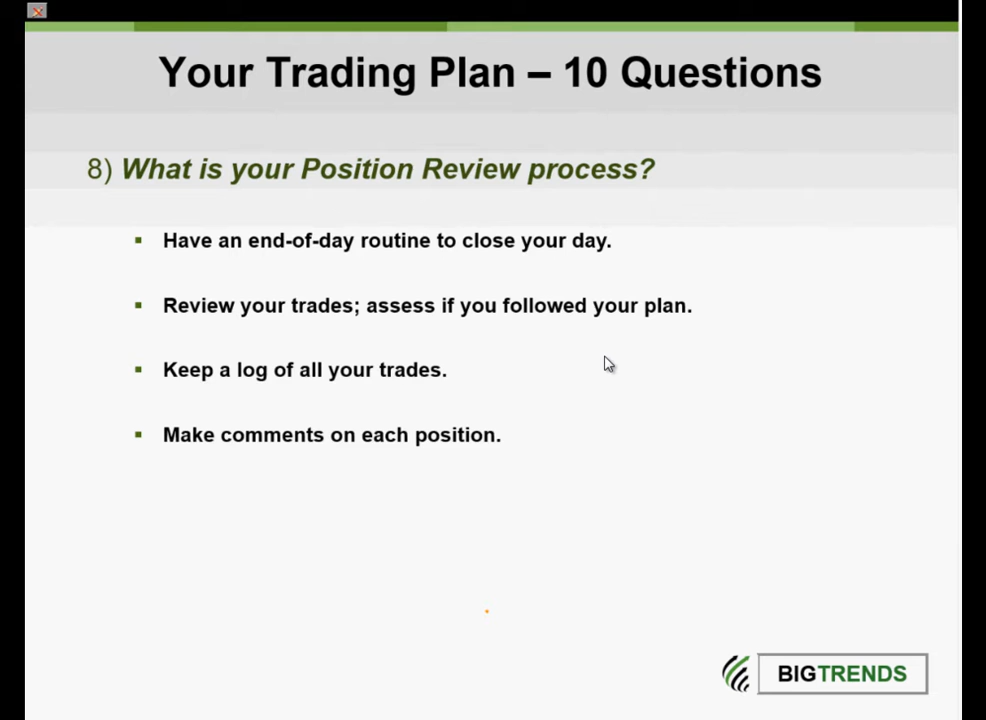 Your Trading Plan – 10 Questions
8) What is your Position Review process?
▪ Have an end-of-day routine to close your day.
▪ Review your trades; assess if you followed your plan.
▪ Keep a log of all your trades.
▪ Make comments on each position.
BIGTRENDS